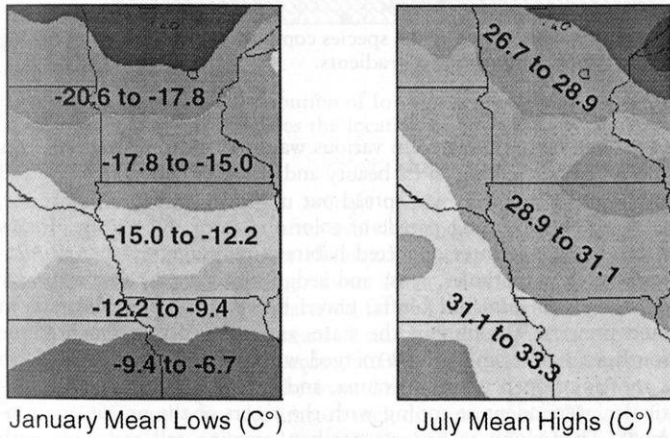 -20.6 to -17.8
-17.8 to -15.0
-15.0 to -12.2
-12.2 to -9.4
-9.4 to -6.7
January Mean Lows (C°)
26.7 to 28.9
28.9 to 31.1
31.1 to 33.3
July Mean Highs (C°)